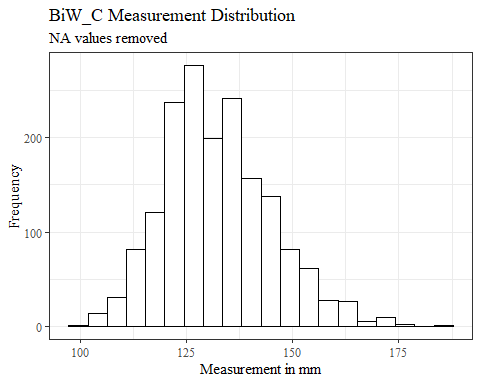 BiW_C Measurement Distribution
NA values removed
Frequency
200
100
0
100
125
150
175
Measurement in mm